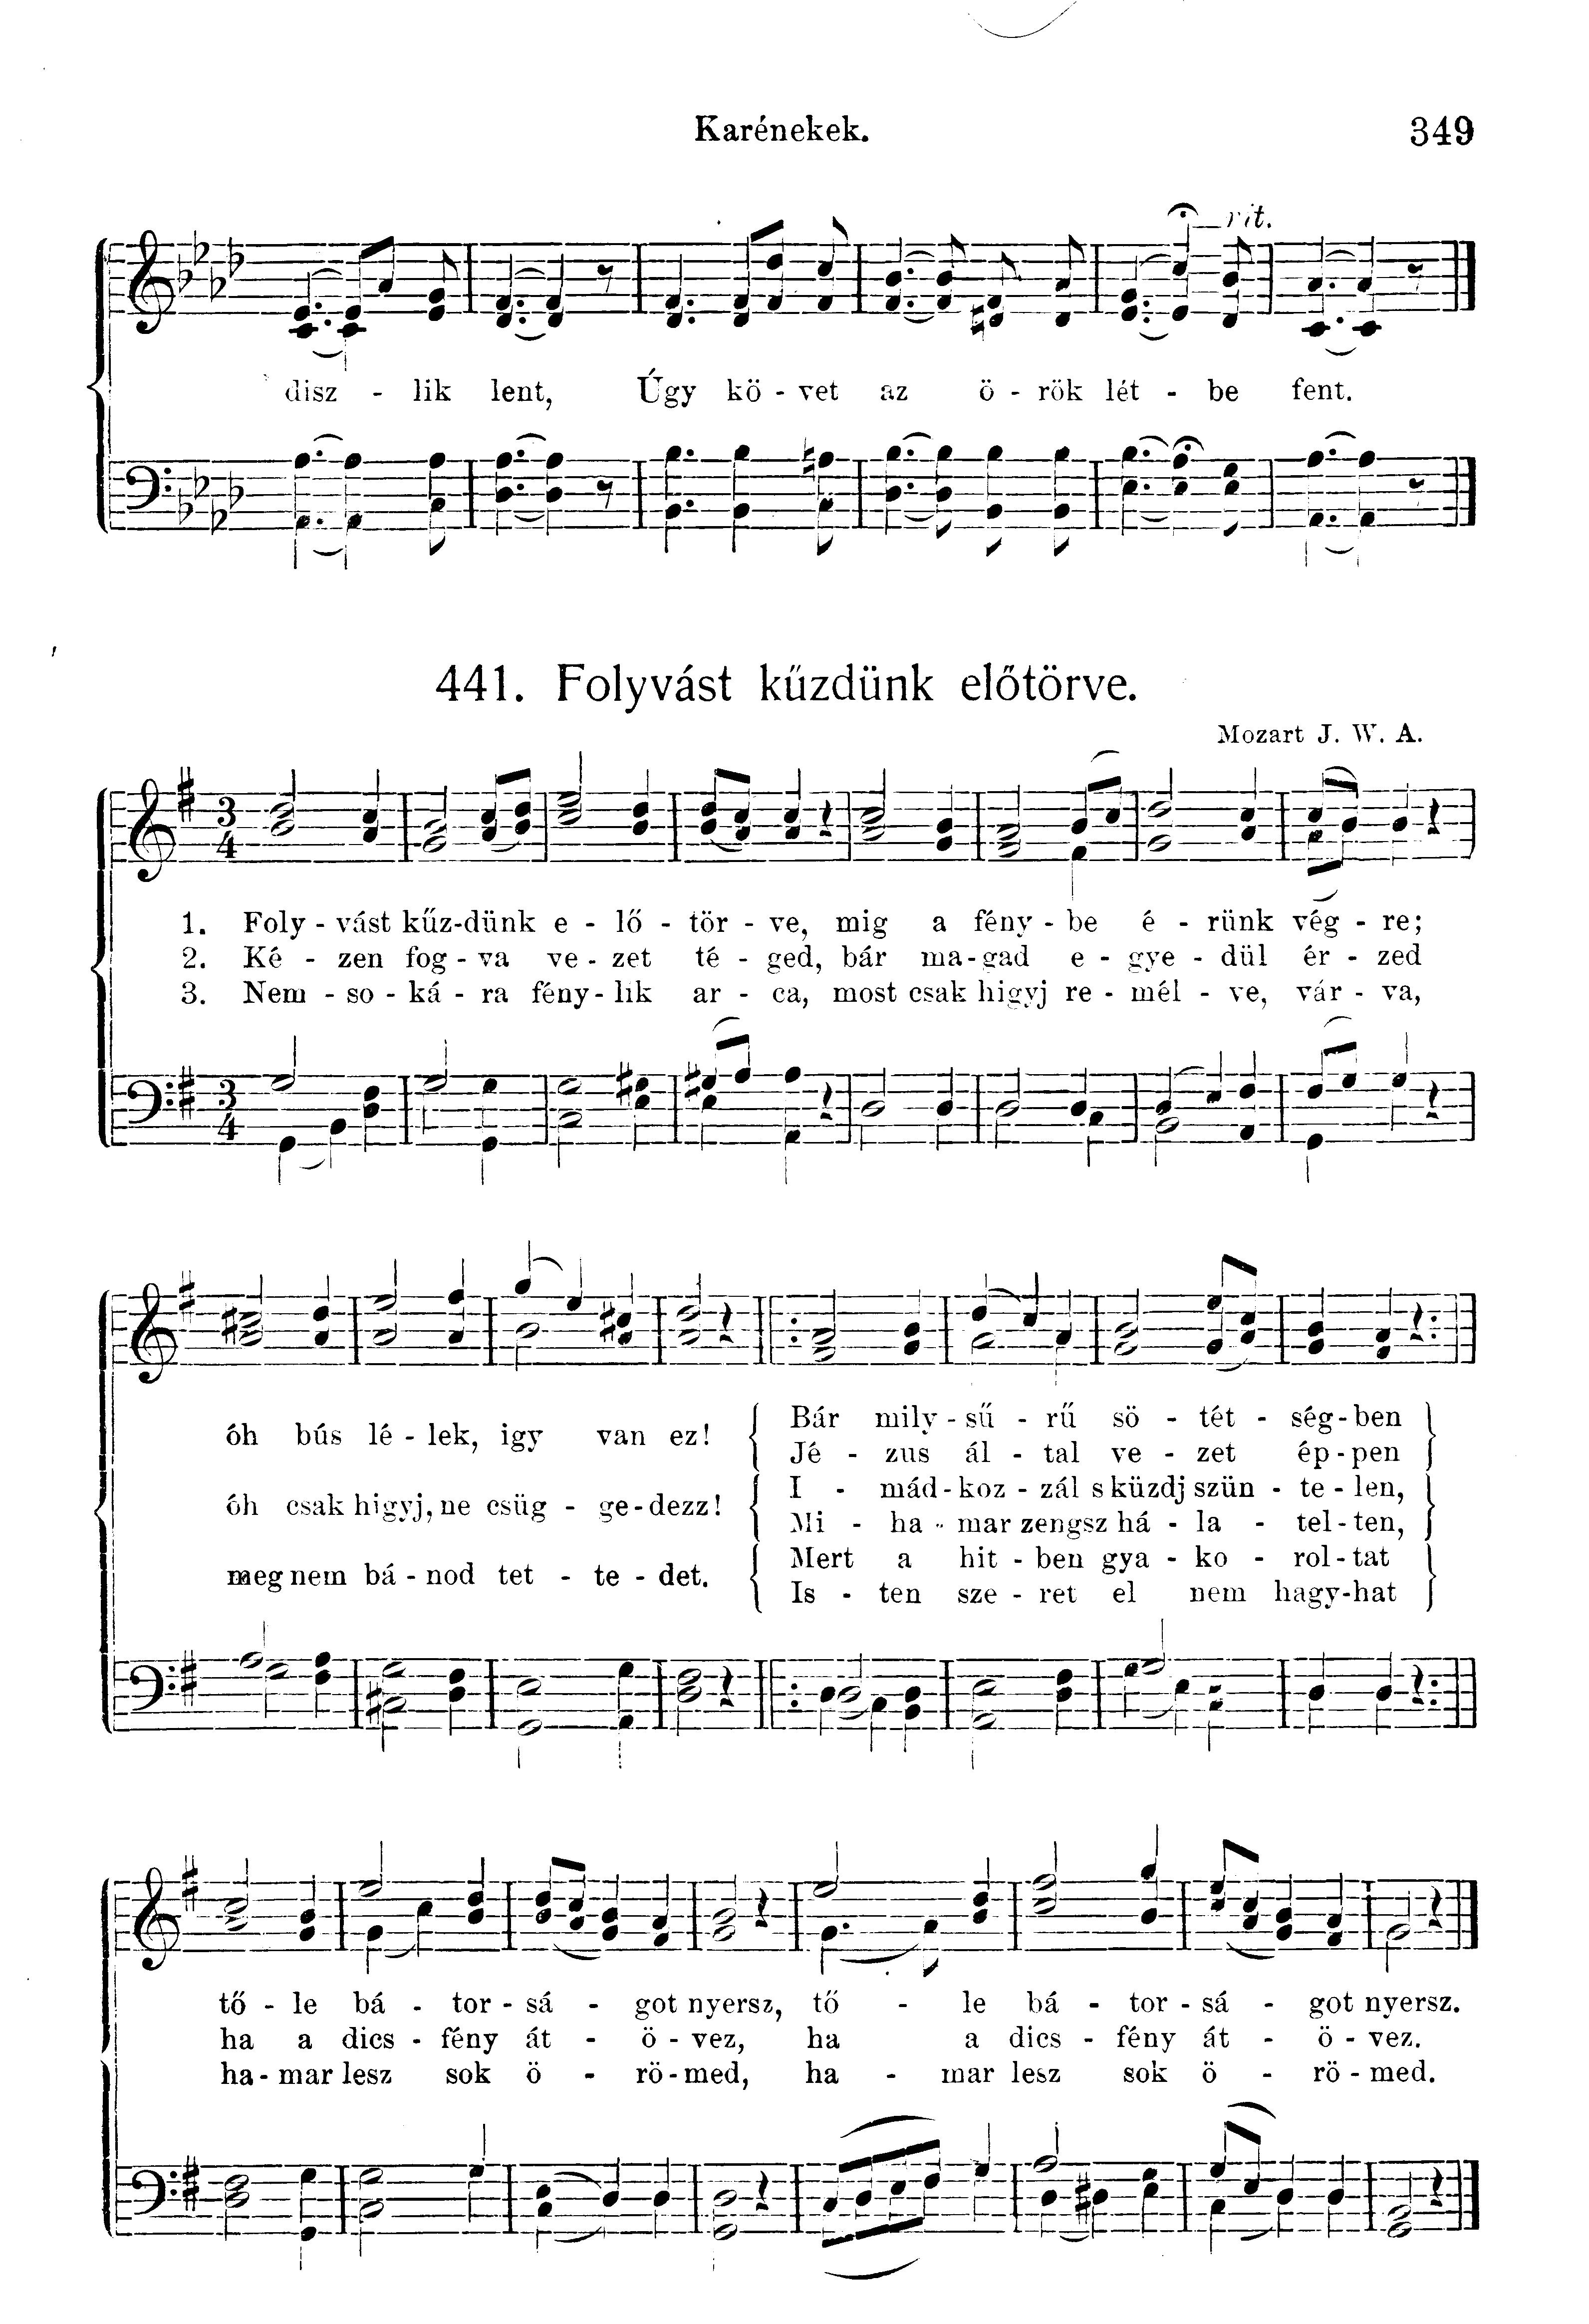 Karénekek. 349
rit.
disz - lik lent, Úgy kö - vet az ö - rök lét - be fent.
441. Folyvást kűzdünk előtörve.
Mozart J. W. A.
3/4
1. Foly - vást kűz-dünk e - lő - tör - ve, mig a fény - be é - rünk vég - re;
2. Ké - zen fog - va ve - zet té - ged, bár ma-gad e - gye - dül ér - zed
3. Nem - so - ká - ra fény - lik ar - ca, most csak higyj re - mél - ve, vár - va,
3/4
óh bús lé - lek, igy van ez!
óh csak higyj, ne csüg - ge - dezz!
meg nem bá - nod tet - te - det.
Bár mily - sű - rű sö - tét - ség - ben
Jé - zus ál - tal ve - zet ép - pen
I - mád - koz - zál s küzdj szün - te - len,
Mi - ha - mar zengsz há - la - tel - ten,
Mert a hit - ben gya - ko - rol - tat
Is - ten sze - ret el nem hagy-hat
tő - le bá - tor - sá - got nyersz, tő - le bá - tor - sá - got nyersz.
ha a dics - fény át - ö - vez, ha a dics - fény át - ö - vez.
ha - mar lesz sok ö - rö - med, ha - mar lesz sok ö - rö - med.